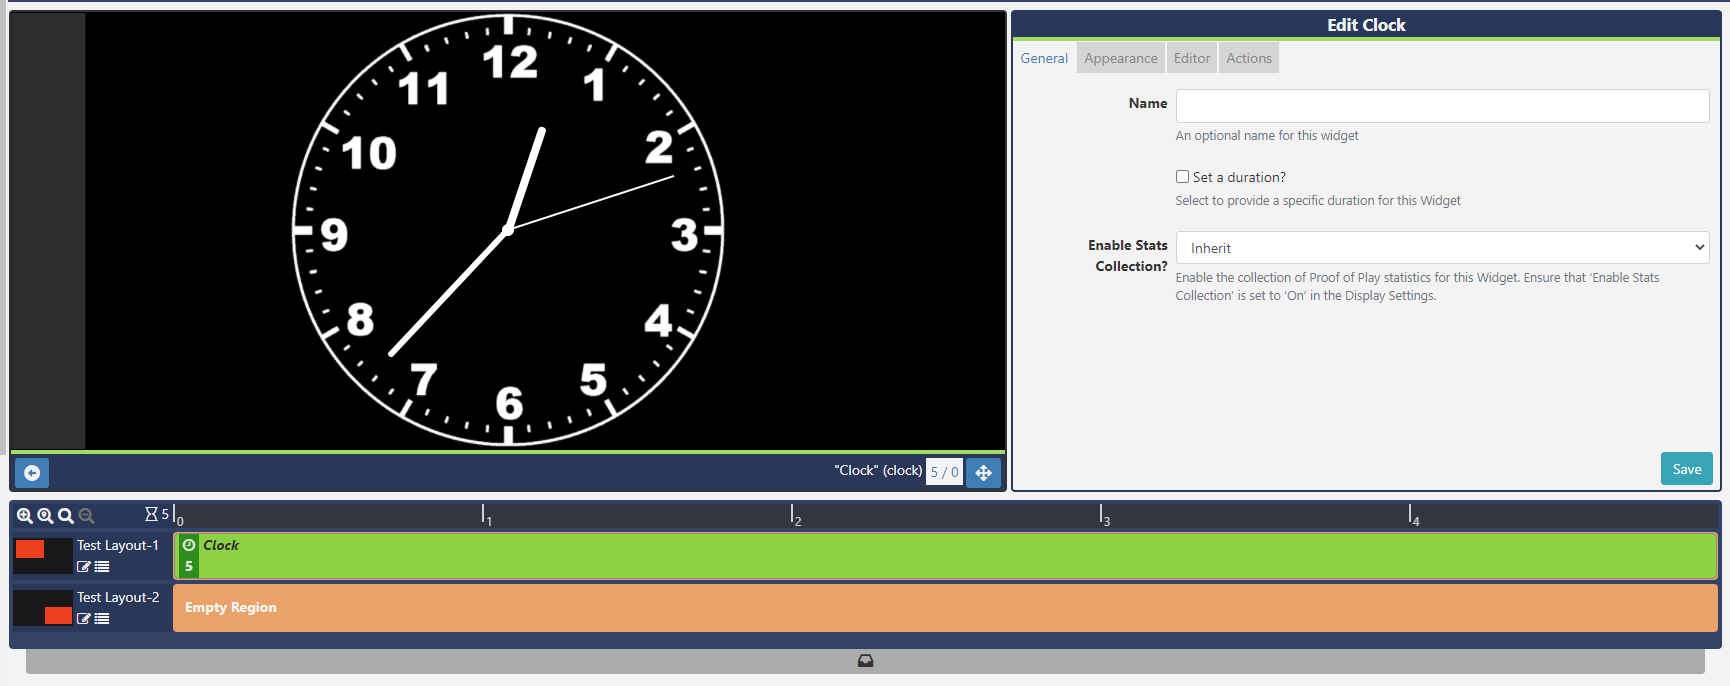 12
11
1
10
2
9
3
8
4
7
5
6
"Clock" (clock) 5 / 0
Edit Clock
General Appearance Editor Actions
Name
An optional name for this widget
Set a duration?
Select to provide a specific duration for this Widget
Enable Stats Collection?
Inherit
Enable the collection of Proof of Play statistics for this Widget. Ensure that ‘Enable Stats
Collection’ is set to ‘On’ in the Display Settings.
Save
5 0 1 2 3 4
Test Layout-1
Clock
5
Test Layout-2
Empty Region